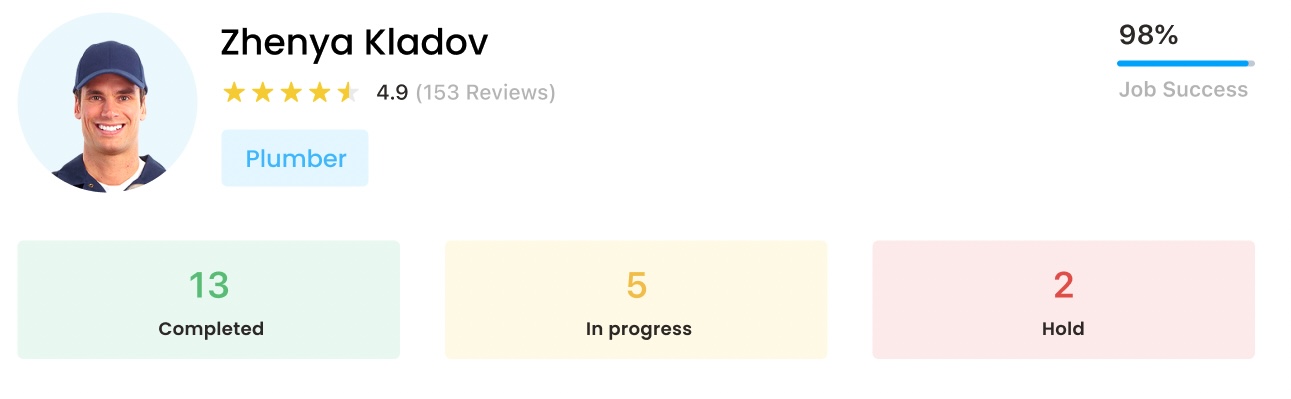 Zhenya Kladov
4.9 (153 Reviews)
Plumber
98%
Job Success
13
Completed
5
In progress
2
Hold